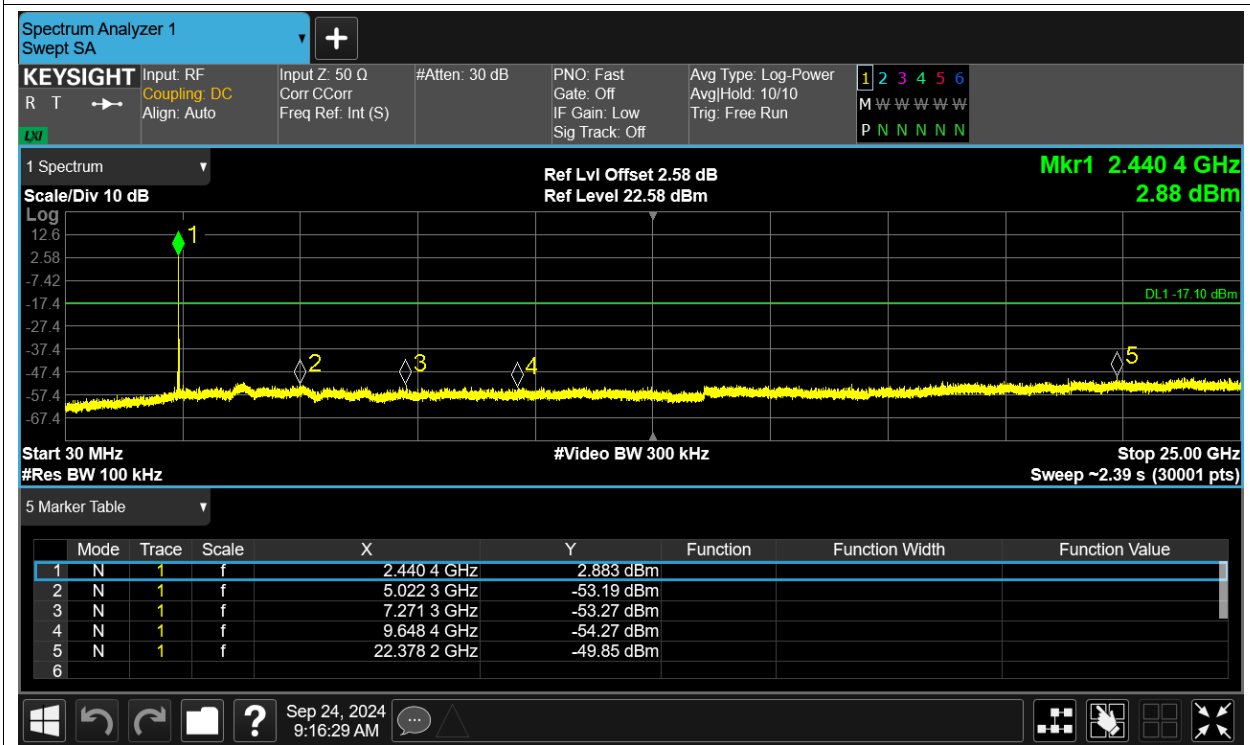 Spectrum Analyzer 1
Swept SA
+
KEYSIGHT
R T
LXI
Input: RF
Coupling: DC
Align: Auto
Input Z: 50 Ω
Corr CCorr
Freq Ref: Int (S)
#Atten: 30 dB
PNO: Fast
Gate: Off
IF Gain: Low
Sig Track: Off
Avg Type: Log-Power
Avg|Hold: 10/10
Trig: Free Run
1 2 3 4 5 6
M W W W W W
P N N N N N
1 Spectrum
Scale/Div 10 dB
Ref Lvl Offset 2.58 dB
Ref Level 22.58 dBm
Mkr1 2.440 4 GHz
2.88 dBm
Log
12.6
2.58
-7.42
-17.4
-27.4
-37.4
-47.4
-57.4
-67.4
1
2
3
4
5
DL1 -17.10 dBm
Start 30 MHz
#Video BW 300 kHz
Stop 25.00 GHz
#Res BW 100 kHz
Sweep ~2.39 s (30001 pts)
5 Marker Table
Mode Trace Scale X Y Function Function Width Function Value
1 N 1 f 2.440 4 GHz 2.883 dBm
2 N 1 f 5.022 3 GHz -53.19 dBm
3 N 1 f 7.271 3 GHz -53.27 dBm
4 N 1 f 9.648 4 GHz -54.27 dBm
5 N 1 f 22.378 2 GHz -49.85 dBm
6
?
Sep 24, 2024
9:16:29 AM